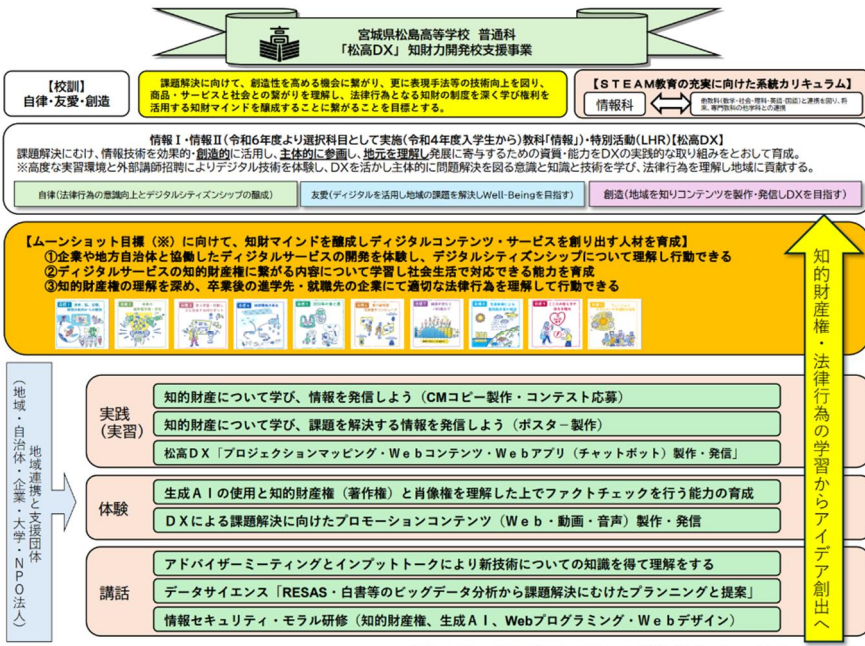 宮城県松島高等学校 普通科
「松高DX」 知財力開発校支援事業
【校訓】
自律・友愛・創造
課題解決に向けて、創造性を高める機会に繋がり、更に表現手法等の技術向上を図り、
商品・サービスと社会との繋がりを理解し、法律行為となる知財の制度を深く学び権利を
活用する知財マインドを醸成することに繋がることを目標とする。
【STEAM教育の充実に向けた系統カリキュラム】
情報科
他教科(数学・社会・理科・英語・国語)と連携を図り、将
来、専門教科の他学科との連携
情報Ⅰ・情報Ⅱ(令和6年度より選択科目として実施(令和4年度入学生から)教科「情報」)・特別活動(LHR)【松高DX】
課題解決にむけ、情報技術を効果的・創造的に活用し、主体的に参画し、地元を理解し発展に寄与するための資質・能力をDXの実践的な取り組みをとおして育成。
※高度な実習環境と外部講師招聘によりデジタル技術を体験し、DXを活かし主体的に問題解決を図る意識と知識と技術を学び、法律行為を理解し地域に貢献する。
自律(法律行為の意識向上とデジタルシティズンシップの醸成)
友愛(ディジタルを活用し地域の課題を解決しWell-Beingを目指す)
創造(地域を知りコンテンツを製作・発信しDXを目指す)
【ムーンショット目標(※)に向けて、知財マインドを醸成しディジタルコンテンツ・サービスを創り出す人材を育成】
①企業や地方自治体と協働したディジタルサービスの開発を体験し、デジタルシティズンシップについて理解し行動できる
②ディジタルサービスの知的財産権に繋がる内容について学習し社会生活で対応できる能力を育成
③知的財産権の理解を深め、卒業後の進学先・就職先の企業にて適切な法律行為を理解して行動できる
知的財産権・法律行為の学習からアイデア創出へ
地域連携と支援団体
(地域・自治体・企業・大学・NPO法人)
実践
(実習)
知的財産について学び、情報を発信しよう(CMコピー製作・コンテスト応募)
知的財産について学び、課題を解決する情報を発信しよう(ポスター製作)
松高DX「プロジェクションマッピング・Webコンテンツ・Webアプリ(チャットボット)製作・発信」
体験
生成AIの使用と知的財産権(著作権)と肖像権を理解した上でファクトチェックを行う能力の育成
DXによる課題解決に向けたプロモーションコンテンツ(Web・動画・音声)製作・発信
講話
アドバイザーミーティングとインプットトークにより新技術についての知識を得て理解をする
データサイエンス「RESAS・白書等のビッグデータ分析から課題解決にむけたプランニングと提案」
情報セキュリティ・モラル研修(知的財産権、生成AI、Webプログラミング・Webデザイン)